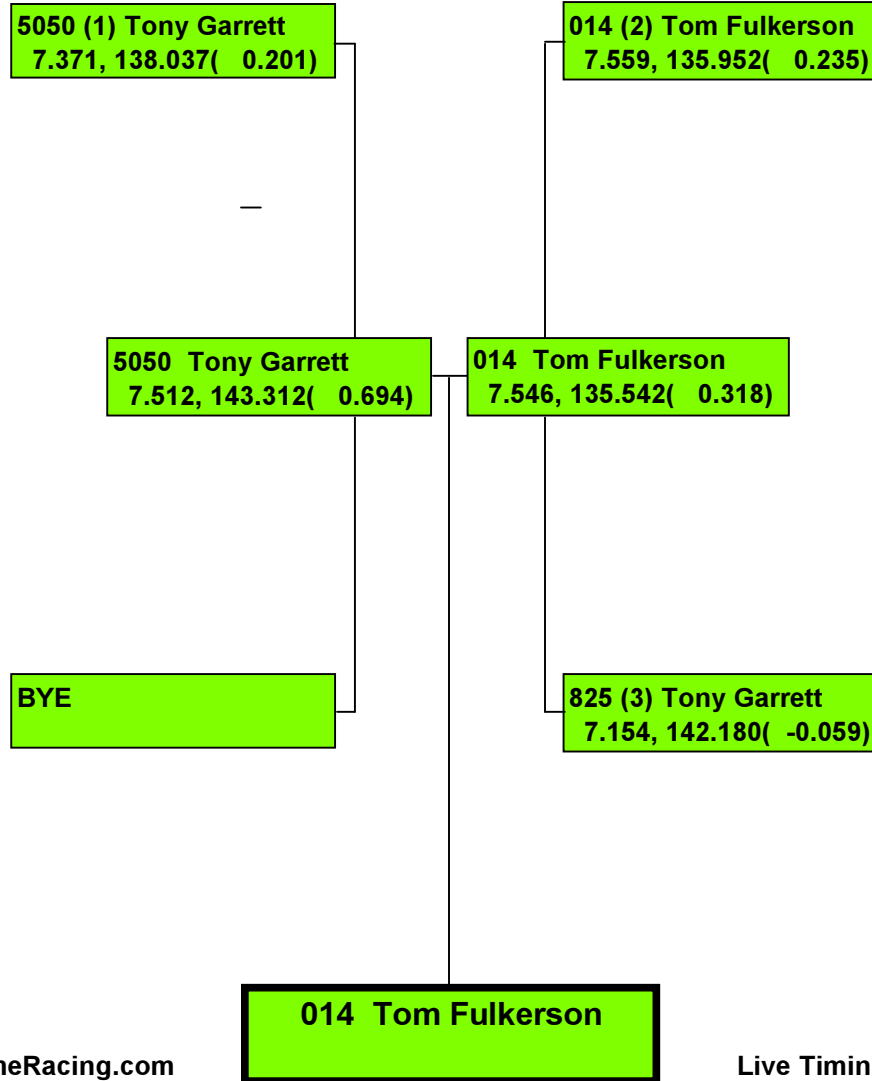 5050 (1) Tony Garrett
7.371, 138.037( 0.201)
014 (2) Tom Fulkerson
7.559, 135.952( 0.235)
5050 Tony Garrett
7.512, 143.312( 0.694)
014 Tom Fulkerson
7.546, 135.542( 0.318)
BYE
825 (3) Tony Garrett
7.154, 142.180( -0.059)
014 Tom Fulkerson
neRacing.com
Live Timin